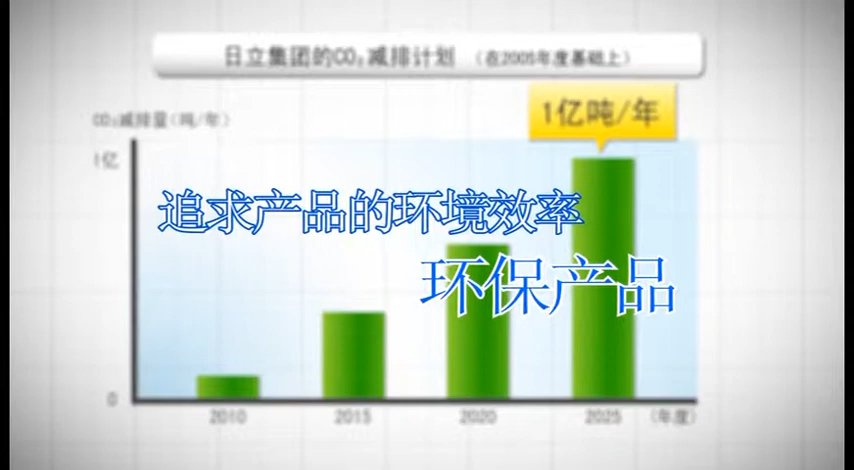 日立集团的CO₂减排计划 （在2005年度基础上）
CO₂减排量（吨/年）
1亿吨/年
1亿
追求产品的环境效率
环保产品
0
2010 2015 2020 2025 （年度）